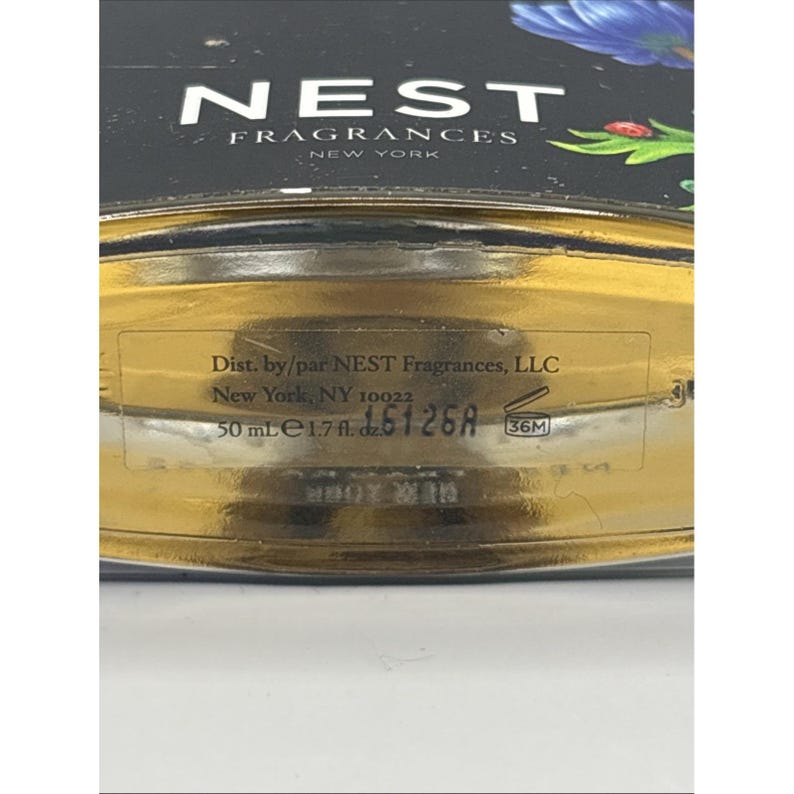 NEST
FRAGRANCES
NEW YORK
Dist. by/par NEST Fragrances, LLC
New York, NY 10022
50 mL℮1.7 fl. oz. 16126A 36M